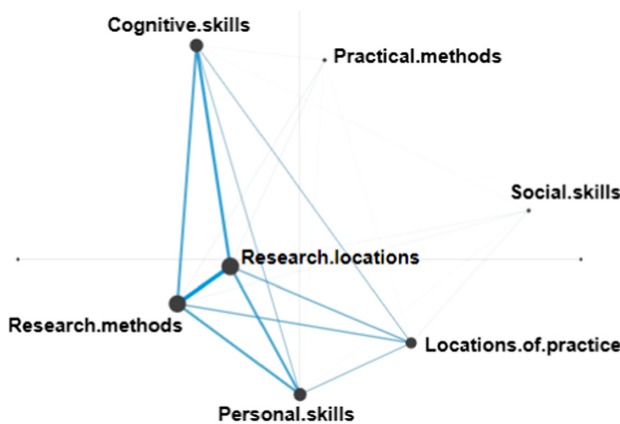 Cognitive.skills
Practical.methods
Social.skills
Research.locations
Research.methods
Locations.of.practice
Personal.skills